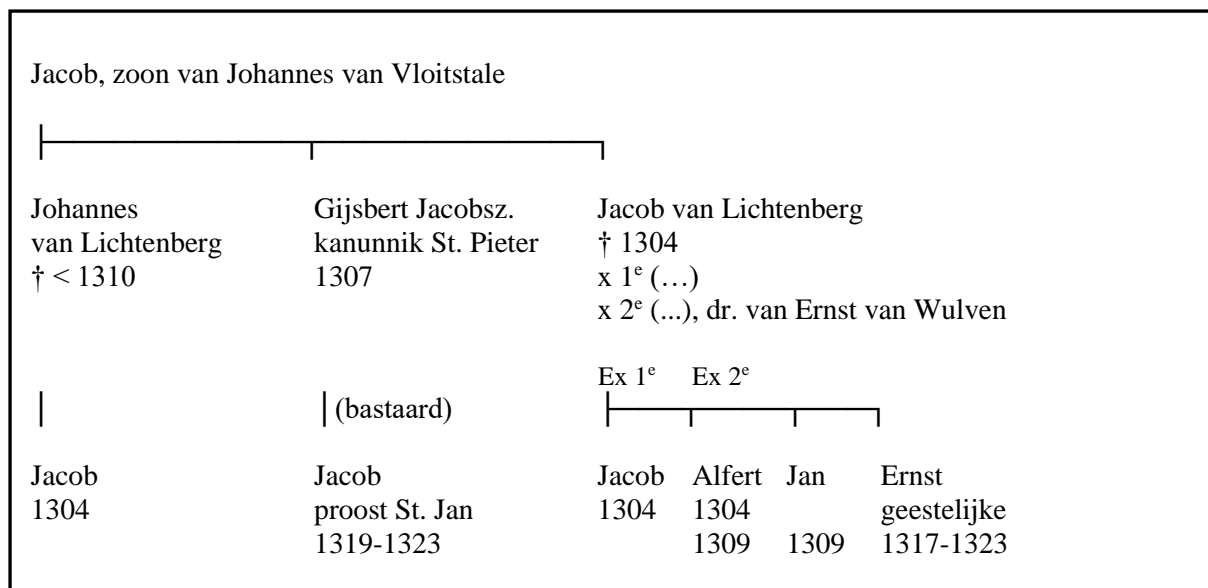 Jacob, zoon van Johannes van Vloitstale
Johannes Gijsbert Jacobsz. Jacob van Lichtenberg
van Lichtenberg kanunnik St. Pieter † 1304
† < 1310 1307 x 1e (…)
x 2e (...), dr. van Ernst van Wulven
Ex 1e Ex 2e
(bastaard)
Jacob Jacob Jacob Alfert Jan Ernst
1304 proost St. Jan 1304 1304 geestelijke
1319-1323 1309 1309 1317-1323